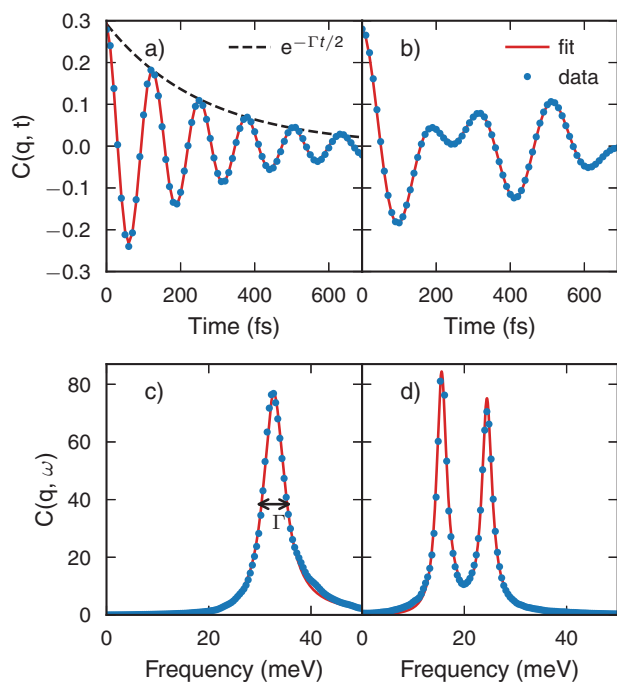 0.3
0.2
0.1
0.0
−0.1
−0.2
−0.3
C(q, t)
a)
e−Γt/2
b)
fit
data
0 200 400 600
0 200 400 600
Time (fs)
Time (fs)
80
60
40
20
0
C(q, ω)
c)
Γ
d)
0 20 40
0 20 40
Frequency (meV)
Frequency (meV)